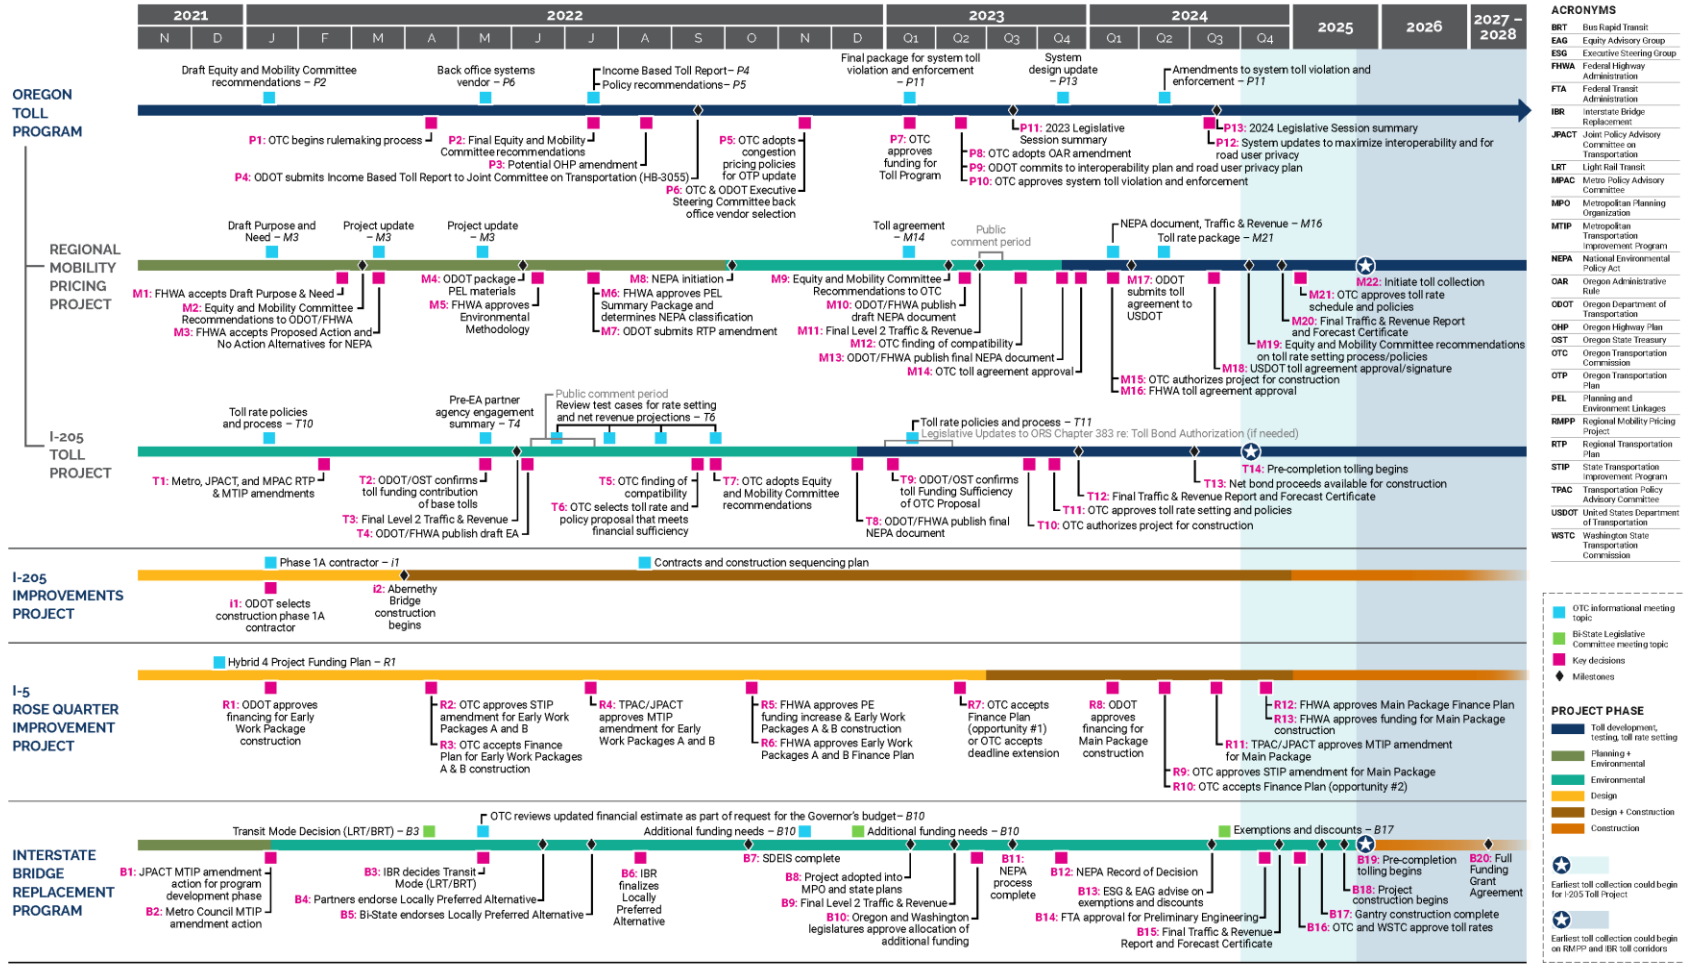 2021
2022
2023
2024
2025
2026
2027 –
2028
N D J F M A M J J A S O N D Q1 Q2 Q3 Q4 Q1 Q2 Q3 Q4
OREGON
TOLL
PROGRAM
Draft Equity and Mobility Committee
recommendations – P2
Back office systems
vendor – P6
Income Based Toll Report– P4
Policy recommendations– P5
Final package for system toll
violation and enforcement
– P11
System
design update
– P13
Amendments to system toll violation and
enforcement – P11
P1: OTC begins rulemaking process
P2: Final Equity and Mobility
Committee recommendations
P3: Potential OHP amendment
P4: ODOT submits Income Based Toll Report to Joint Committee on Transportation (HB-3055)
P5: OTC adopts
congestion
pricing policies
for OTP update
P6: OTC & ODOT Executive
Steering Committee back
office vendor selection
P7: OTC
approves
funding for
Toll Program
P11: 2023 Legislative
Session summary
P8: OTC adopts OAR amendment
P9: ODOT commits to interoperability plan and road user privacy plan
P10: OTC approves system toll violation and enforcement
P13: 2024 Legislative Session summary
P12: System updates to maximize interoperability and for
road user privacy
REGIONAL
MOBILITY
PRICING
PROJECT
Draft Purpose and
Need – M3
Project update
– M3
Project update
– M3
Toll agreement
– M14
Public
comment period
NEPA document, Traffic & Revenue – M16
Toll rate package – M21
M1: FHWA accepts Draft Purpose & Need
M2: Equity and Mobility Committee
Recommendations to ODOT/FHWA
M3: FHWA accepts Proposed Action and
No Action Alternatives for NEPA
M4: ODOT package
PEL materials
M5: FHWA approves
Environmental
Methodology
M8: NEPA initiation
M6: FHWA approves PEL
Summary Package and
determines NEPA classification
M7: ODOT submits RTP amendment
M9: Equity and Mobility Committee
Recommendations to OTC
M10: ODOT/FHWA publish
draft NEPA document
M11: Final Level 2 Traffic & Revenue
M12: OTC finding of compatibility
M13: ODOT/FHWA publish final NEPA document
M14: OTC toll agreement approval
M17: ODOT
submits toll
agreement to
USDOT
M15: OTC authorizes project for construction
M16: FHWA toll agreement approval
M22: Initiate toll collection
M21: OTC approves toll rate
schedule and policies
M20: Final Traffic & Revenue Report
and Forecast Certificate
M19: Equity and Mobility Committee recommendations
on toll rate setting process/policies
M18: USDOT toll agreement approval/signature
I-205
TOLL
PROJECT
Toll rate policies
and process – T10
Pre-EA partner
agency engagement
summary – T4
Public comment period
Review test cases for rate setting
and net revenue projections – T6
Toll rate policies and process – T11
Legislative Updates to ORS Chapter 383 re: Toll Bond Authorization (if needed)
T1: Metro, JPACT, and MPAC RTP
& MTIP amendments
T2: ODOT/OST confirms
toll funding contribution
of base tolls
T3: Final Level 2 Traffic & Revenue
T4: ODOT/FHWA publish draft EA
T5: OTC finding of
compatibility
T6: OTC selects toll rate and
policy proposal that meets
financial sufficiency
T7: OTC adopts Equity
and Mobility Committee
recommendations
T8: ODOT/FHWA publish final
NEPA document
T9: ODOT/OST confirms
toll Funding Sufficiency
of OTC Proposal
T10: OTC authorizes project for construction
T11: OTC approves toll rate setting and policies
T12: Final Traffic & Revenue Report and Forecast Certificate
T14: Pre-completion tolling begins
T13: Net bond proceeds available for construction
I-205
IMPROVEMENTS
PROJECT
Phase 1A contractor – i1
Contracts and construction sequencing plan
i1: ODOT selects
construction phase 1A
contractor
i2: Abernethy
Bridge
construction
begins
I-5
ROSE QUARTER
IMPROVEMENT
PROJECT
Hybrid 4 Project Funding Plan – R1
R1: ODOT approves
financing for Early
Work Package
construction
R2: OTC approves STIP
amendment for Early Work
Packages A and B
R3: OTC accepts Finance
Plan for Early Work Packages
A & B construction
R4: TPAC/JPACT
approves MTIP
amendment for Early
Work Packages A and B
R5: FHWA approves PE
funding increase & Early Work
Packages A & B construction
R6: FHWA approves Early Work
Packages A and B Finance Plan
R7: OTC accepts
Finance Plan
(opportunity #1)
or OTC accepts
deadline extension
R8: ODOT
approves
financing for
Main Package
construction
R12: FHWA approves Main Package Finance Plan
R13: FHWA approves funding for Main Package
construction
R11: TPAC/JPACT approves MTIP amendment
for Main Package
R9: OTC approves STIP amendment for Main Package
R10: OTC accepts Finance Plan (opportunity #2)
INTERSTATE
BRIDGE
REPLACEMENT
PROGRAM
Transit Mode Decision (LRT/BRT) – B3
OTC reviews updated financial estimate as part of request for the Governor's budget– B10
Additional funding needs – B10
Additional funding needs – B10
Exemptions and discounts – B17
B1: JPACT MTIP amendment
action for program
development phase
B2: Metro Council MTIP
amendment action
B3: IBR decides Transit
Mode (LRT/BRT)
B4: Partners endorse Locally Preferred Alternative
B5: Bi-State endorses Locally Preferred Alternative
B6: IBR
finalizes
Locally
Preferred
Alternative
B7: SDEIS complete
B8: Project adopted into
MPO and state plans
B9: Final Level 2 Traffic & Revenue
B10: Oregon and Washington
legislatures approve allocation of
additional funding
B11:
NEPA
process
complete
B12: NEPA Record of Decision
B13: ESG & EAG advise on
exemptions and discounts
B14: FTA approval for Preliminary Engineering
B15: Final Traffic & Revenue
Report and Forecast Certificate
B19: Pre-completion
tolling begins
B18: Project
construction begins
B17: Gantry construction complete
B16: OTC and WSTC approve toll rates
B20: Full
Funding
Grant
Agreement
ACRONYMS
BRT Bus Rapid Transit
EAG Equity Advisory Group
ESG Executive Steering Group
FHWA Federal Highway
Administration
FTA Federal Transit
Administration
IBR Interstate Bridge
Replacement
JPACT Joint Policy Advisory
Committee on
Transportation
LRT Light Rail Transit
MPAC Metro Policy Advisory
Committee
MPO Metropolitan Planning
Organization
MTIP Metropolitan
Transportation
Improvement Program
NEPA National Environmental
Policy Act
OAR Oregon Administrative
Rule
ODOT Oregon Department of
Transportation
OHP Oregon Highway Plan
OST Oregon State Treasury
OTC Oregon Transportation
Commission
OTP Oregon Transportation
Plan
PEL Planning and
Environment Linkages
RMPP Regional Mobility Pricing
Project
RTP Regional Transportation
Plan
STIP State Transportation
Improvement Program
TPAC Transportation Policy
Advisory Committee
USDOT United States Department
of Transportation
WSTC Washington State
Transportation
Commission
OTC informational meeting
topic
Bi-State Legislative
Committee meeting topic
Key decisions
Milestones
PROJECT PHASE
Toll development,
testing, toll rate setting
Planning +
Environmental
Environmental
Design
Design + Construction
Construction
Earliest toll collection could begin
for I-205 Toll Project
Earliest toll collection could begin
on RMPP and IBR toll corridors